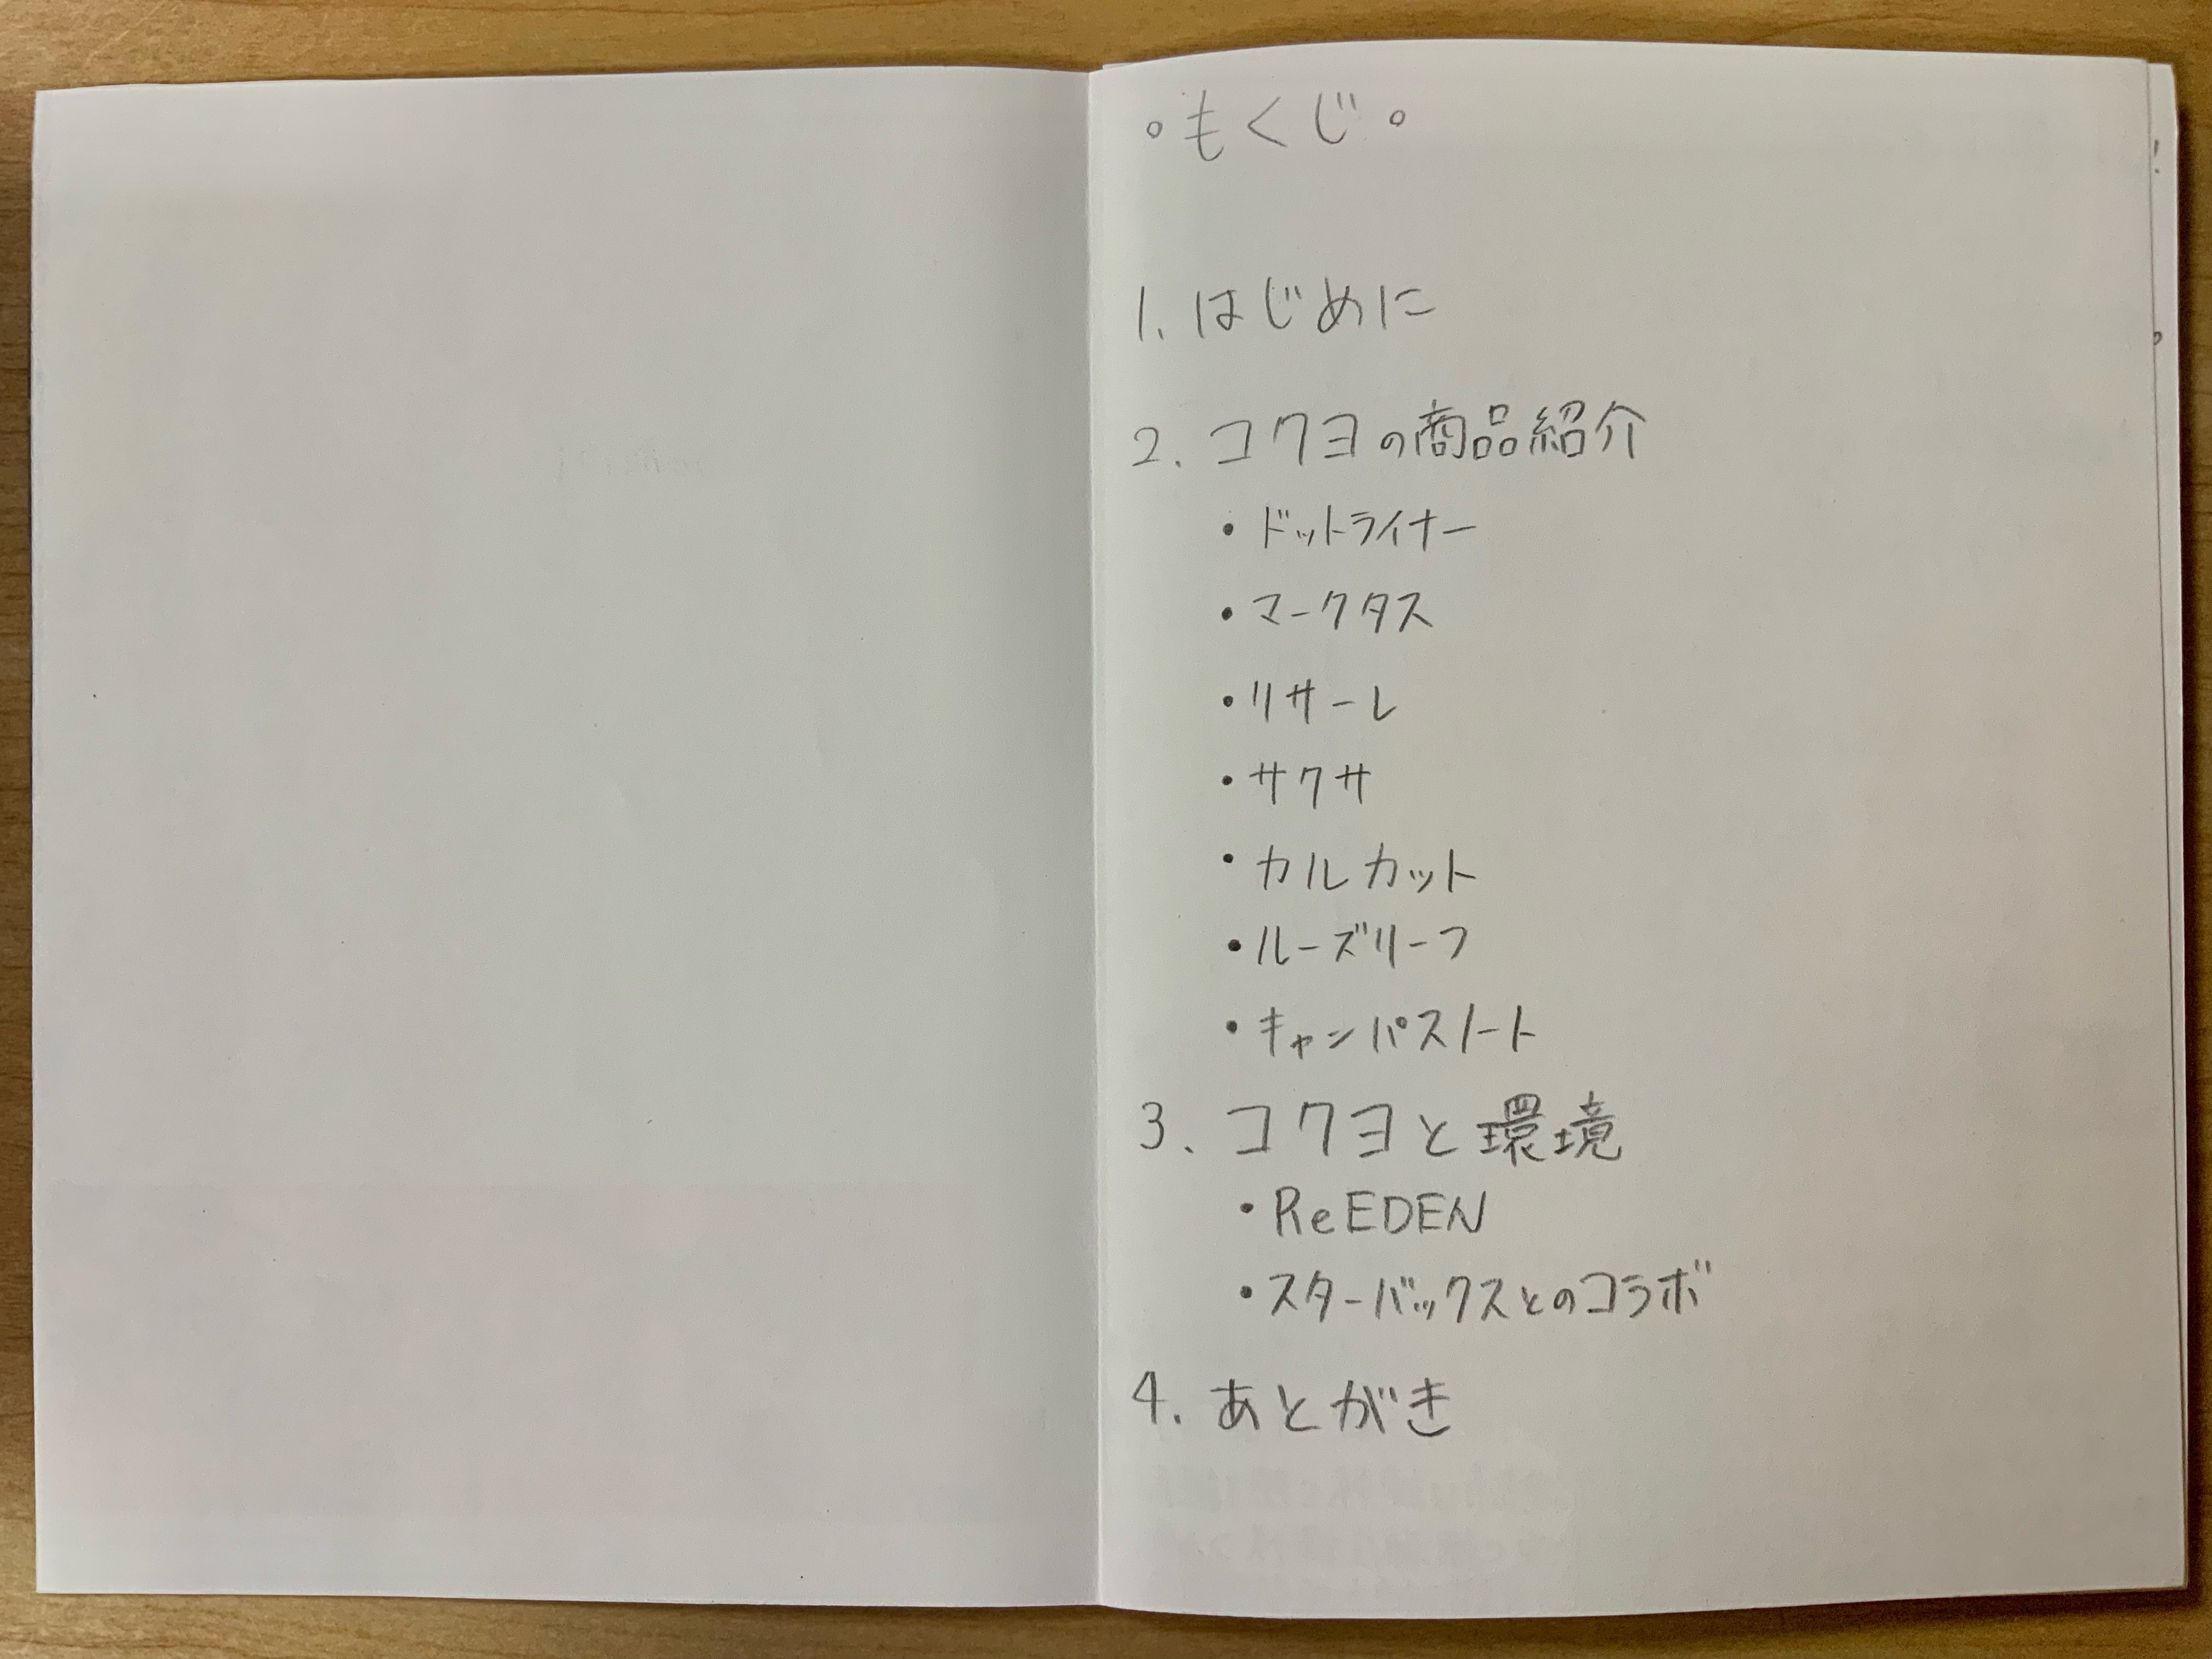 。もくじ。
1. はじめに
2. コクヨの商品紹介
・ドットライナー
・マークタス
・リサーレ
・サクサ
・カルカット
・ルーズリーフ
・キャンパスノート
3. コクヨと環境
・ReEDEN
・スターバックスとのコラボ
4. あとがき